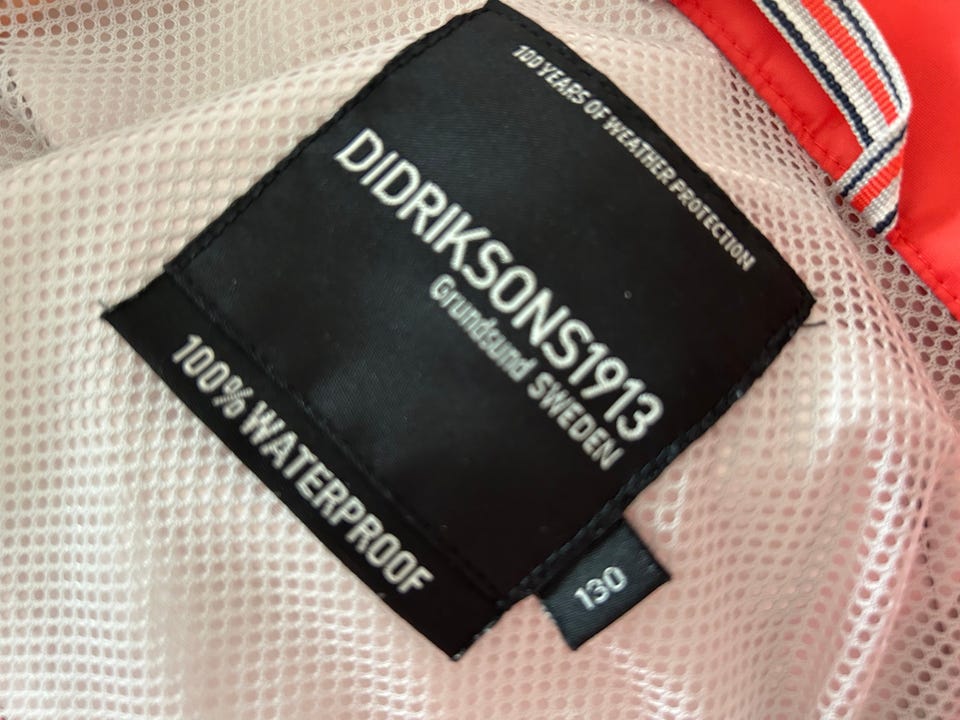 100 YEARS OF WEATHER PROTECTION
DIDRIKSONS1913
Grundsund SWEDEN
100% WATERPROOF
130